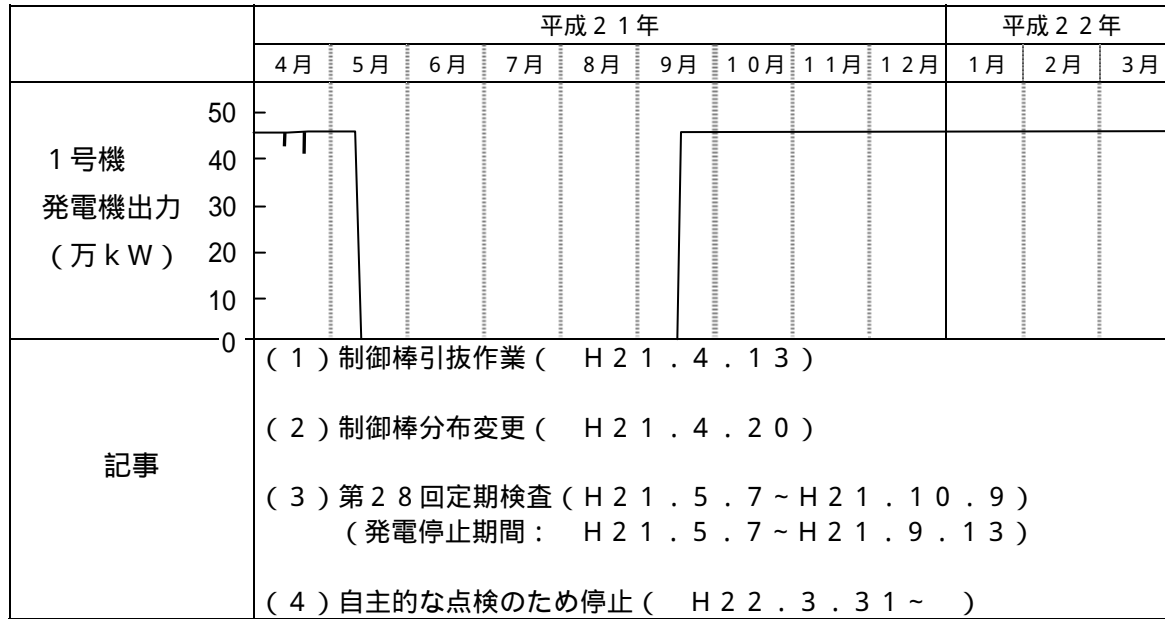 平成２１年 平成２２年
４月 ５月 ６月 ７月 ８月 ９月 １０月 １１月 １２月 １月 ２月 ３月
50
１号機 40
発電機出力 30
（万ｋＷ） 20
10
0
記事
（１）制御棒引抜作業（　Ｈ２１．４．１３）
（２）制御棒分布変更（　Ｈ２１．４．２０）
（３）第２８回定期検査（Ｈ２１．５．７~Ｈ２１．１０．９）
（発電停止期間：　Ｈ２１．５．７~Ｈ２１．９．１３）
（４）自主的な点検のため停止（　Ｈ２２．３．３１~　）